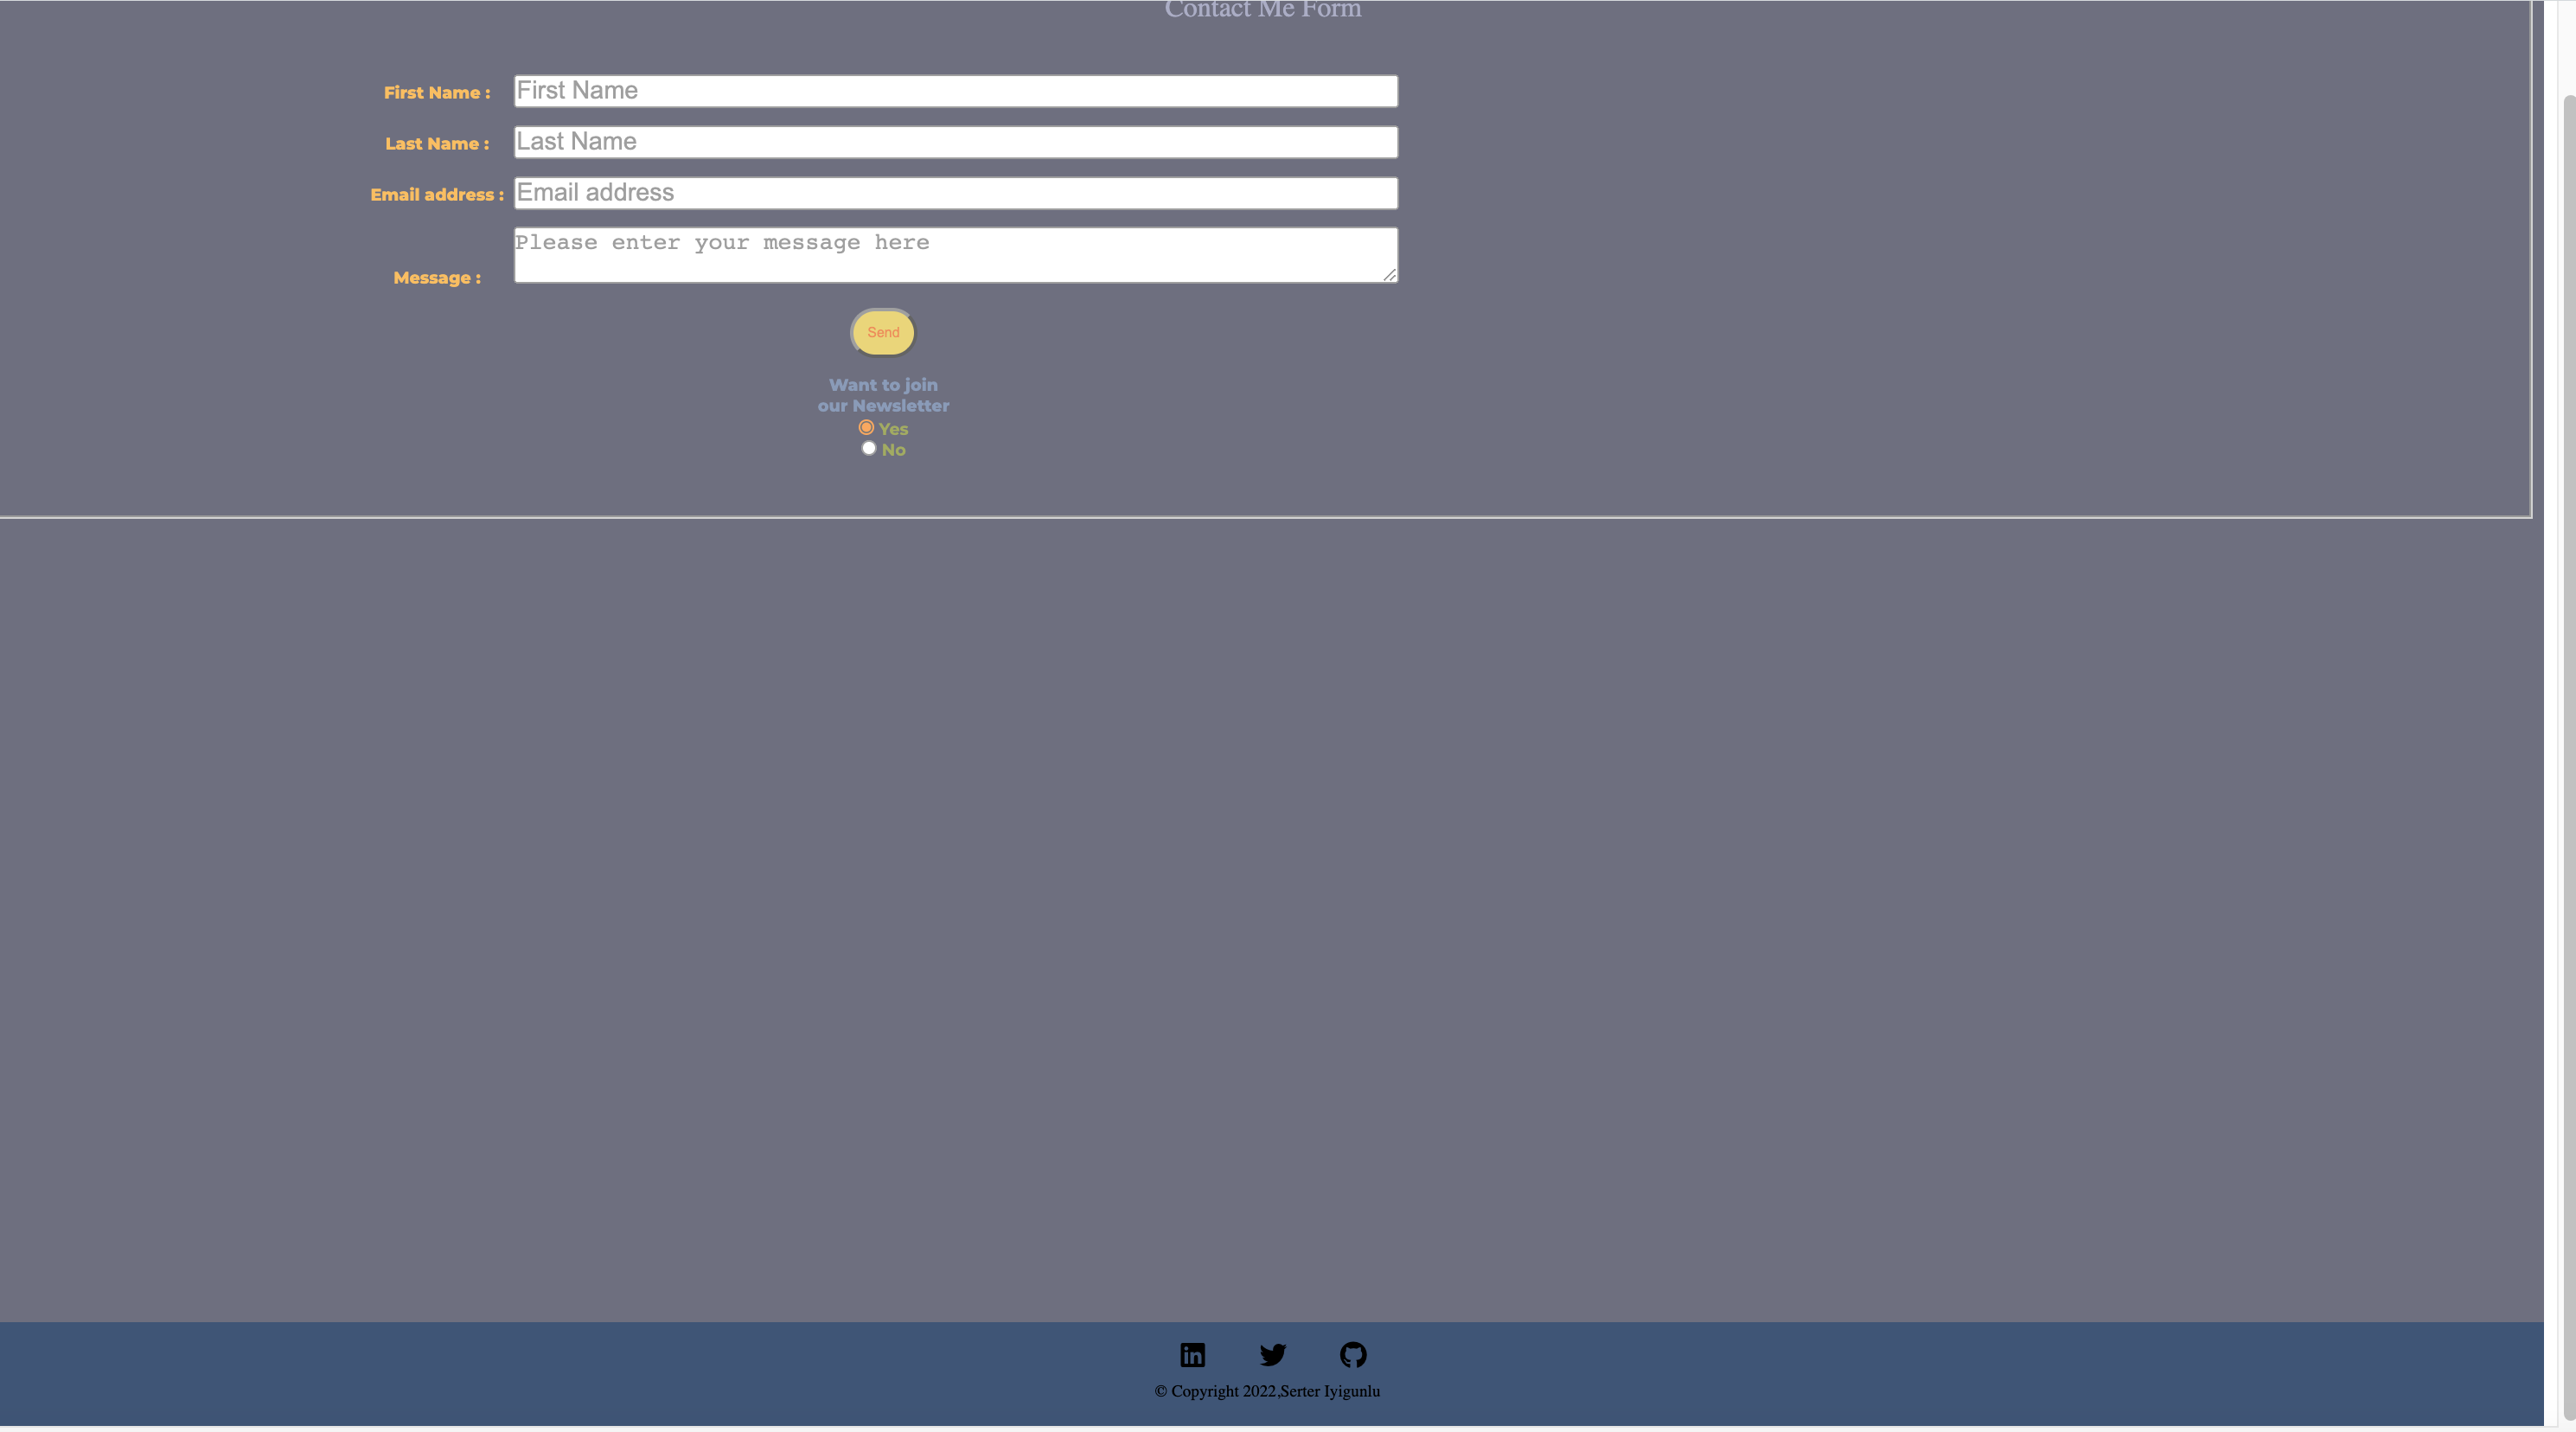 Contact Me Form
First Name :
First Name
Last Name :
Last Name
Email address :
Email address
Please enter your message here
Message :
Send
Want to join
our Newsletter
Yes
No
in
© Copyright 2022,Serter Iyigunlu